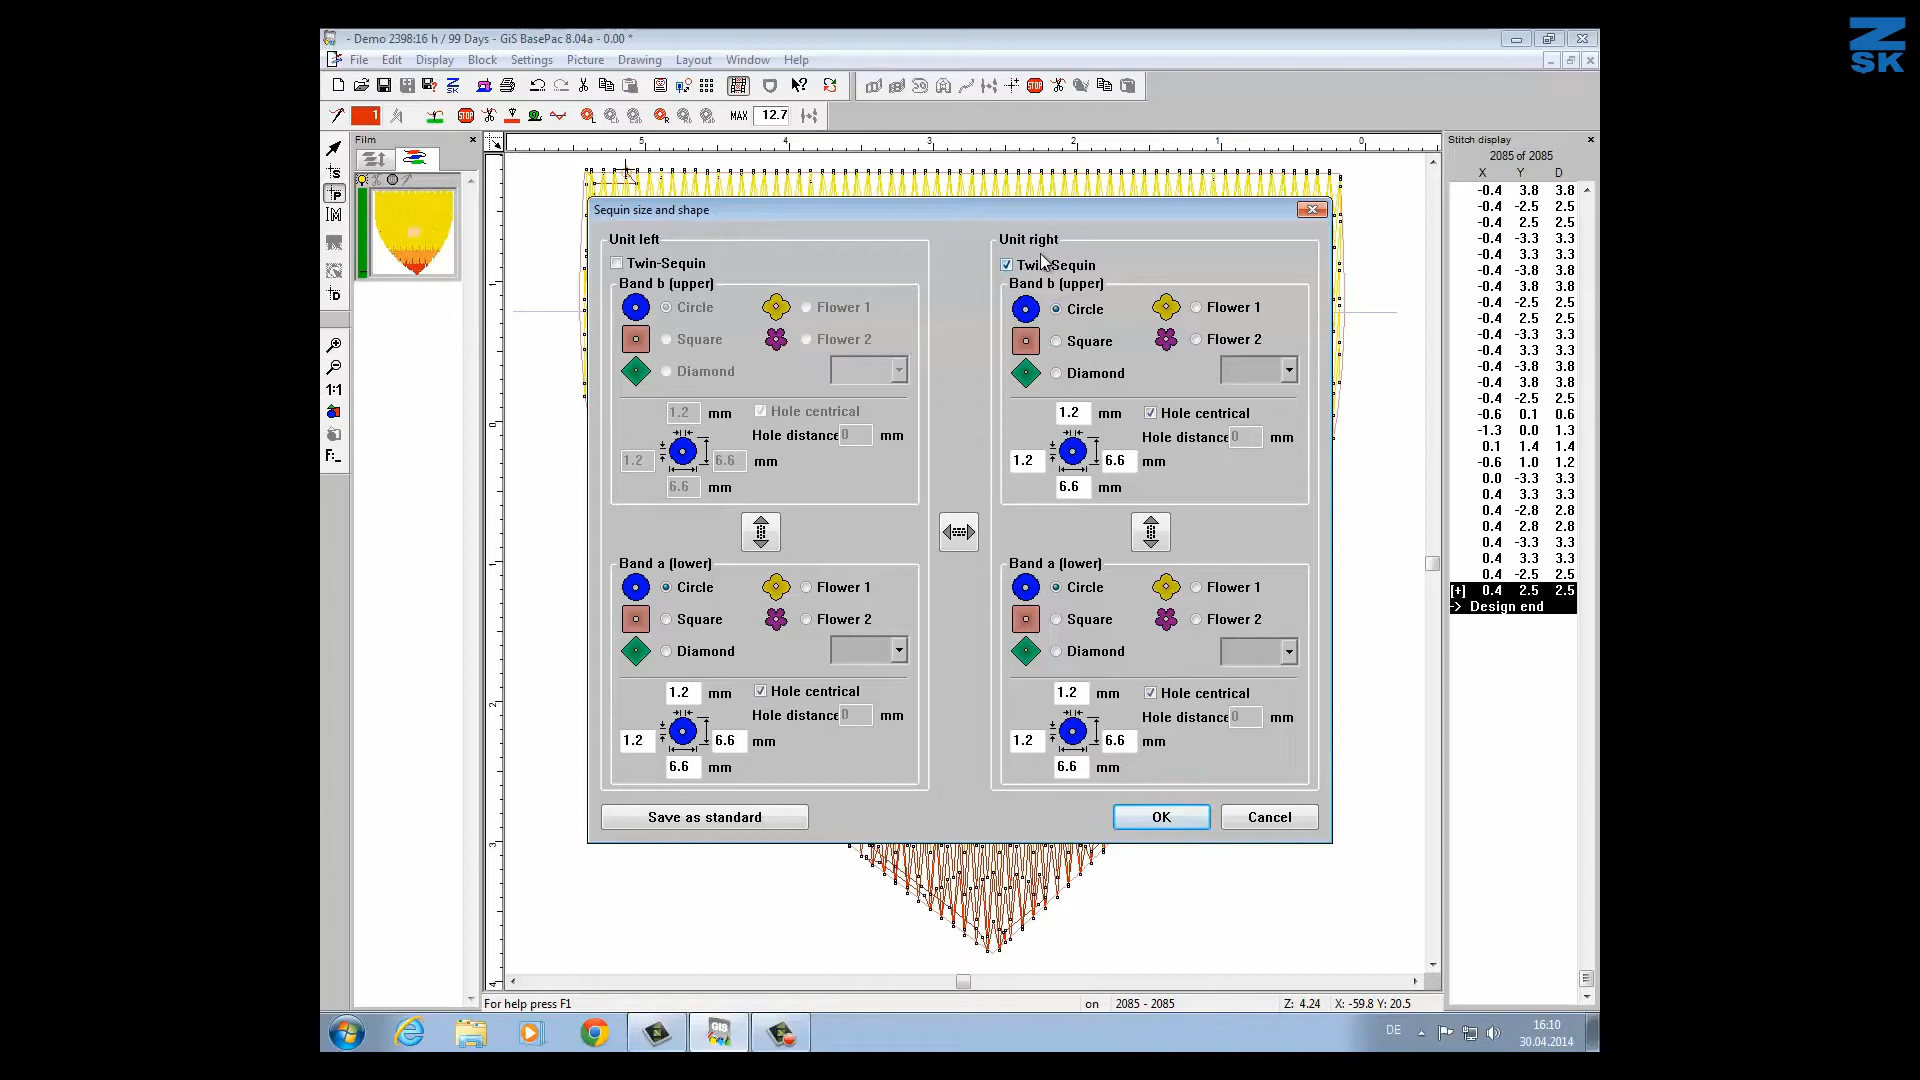 ZSK
- Demo 2398:16 h / 99 Days - GiS BasePac 8.04a - 0.00 *
File Edit Display Block Settings Picture Drawing Layout Window Help
1 STOP MAX 12.7
Film
5 4 3 2 1 0
Stitch display
2085 of 2085
X Y D
-0.4 3.8 3.8
-0.4 -2.5 2.5
-0.4 2.5 2.5
-0.4 -3.3 3.3
-0.4 3.3 3.3
-0.4 -3.8 3.8
-0.4 3.8 3.8
-0.4 -2.5 2.5
-0.4 2.5 2.5
-0.4 -3.3 3.3
-0.4 3.3 3.3
-0.4 -3.8 3.8
-0.4 3.8 3.8
-0.4 -2.5 2.5
-0.6 0.1 0.6
-1.3 0.0 1.3
0.1 1.4 1.4
-0.6 1.0 1.2
0.0 -3.3 3.3
0.4 3.3 3.3
0.4 -2.8 2.8
0.4 2.8 2.8
0.4 -3.3 3.3
0.4 3.3 3.3
0.4 -2.5 2.5
[+] 0.4 2.5 2.5
-> Design end
1:1
F:_
Sequin size and shape
Unit left
Twin-Sequin
Band b (upper)
Circle Flower 1
Square Flower 2
Diamond
1.2 mm Hole centrical
Hole distance 0 mm
1.2 6.6 mm
6.6 mm
Band a (lower)
Circle Flower 1
Square Flower 2
Diamond
1.2 mm Hole centrical
Hole distance 0 mm
1.2 6.6 mm
6.6 mm
Unit right
Twin-Sequin
Band b (upper)
Circle Flower 1
Square Flower 2
Diamond
1.2 mm Hole centrical
Hole distance 0 mm
1.2 6.6 mm
6.6 mm
Band a (lower)
Circle Flower 1
Square Flower 2
Diamond
1.2 mm Hole centrical
Hole distance 0 mm
1.2 6.6 mm
6.6 mm
Save as standard OK Cancel
For help press F1 on 2085 - 2085 Z: 4.24 X: -59.8 Y: 20.5
GIS
DE 16:10
30.04.2014